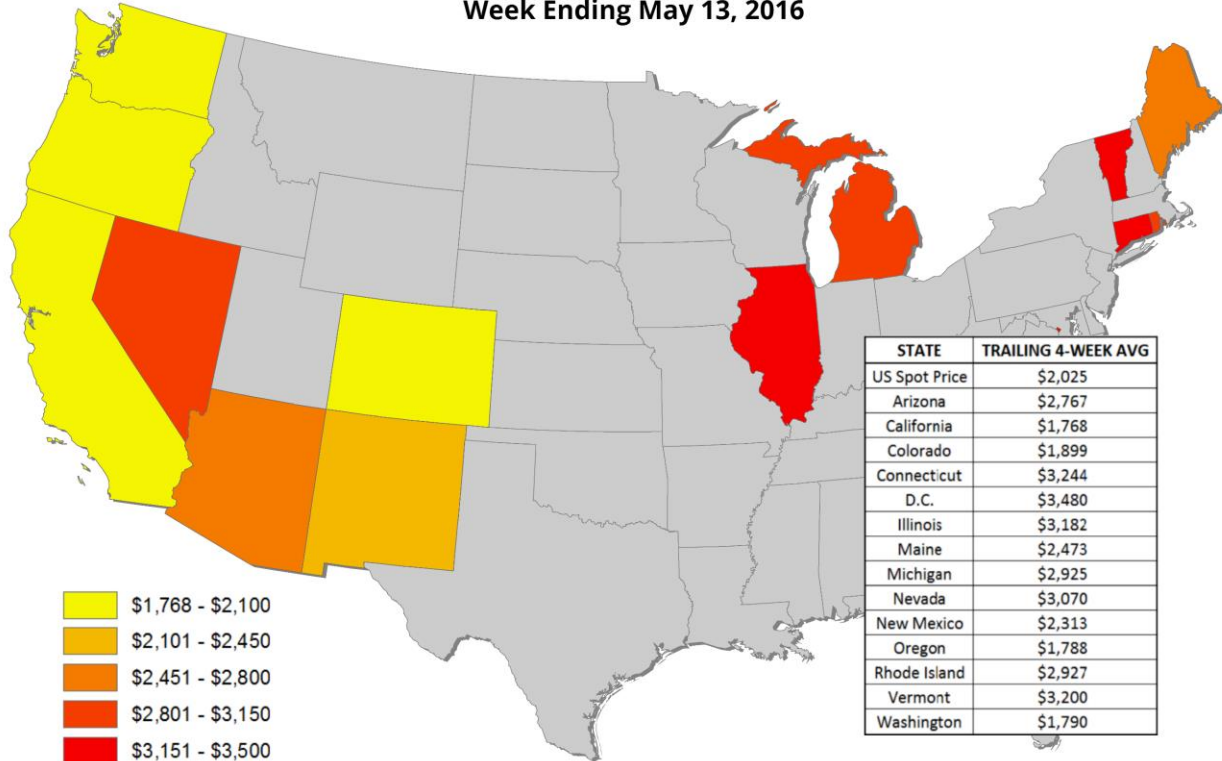 Week Ending May 13, 2016
STATE TRAILING 4-WEEK AVG
US Spot Price $2,025
Arizona $2,767
California $1,768
Colorado $1,899
Connecticut $3,244
D.C. $3,480
Illinois $3,182
Maine $2,473
Michigan $2,925
Nevada $3,070
New Mexico $2,313
Oregon $1,788
Rhode Island $2,927
Vermont $3,200
Washington $1,790
$1,768 - $2,100
$2,101 - $2,450
$2,451 - $2,800
$2,801 - $3,150
$3,151 - $3,500